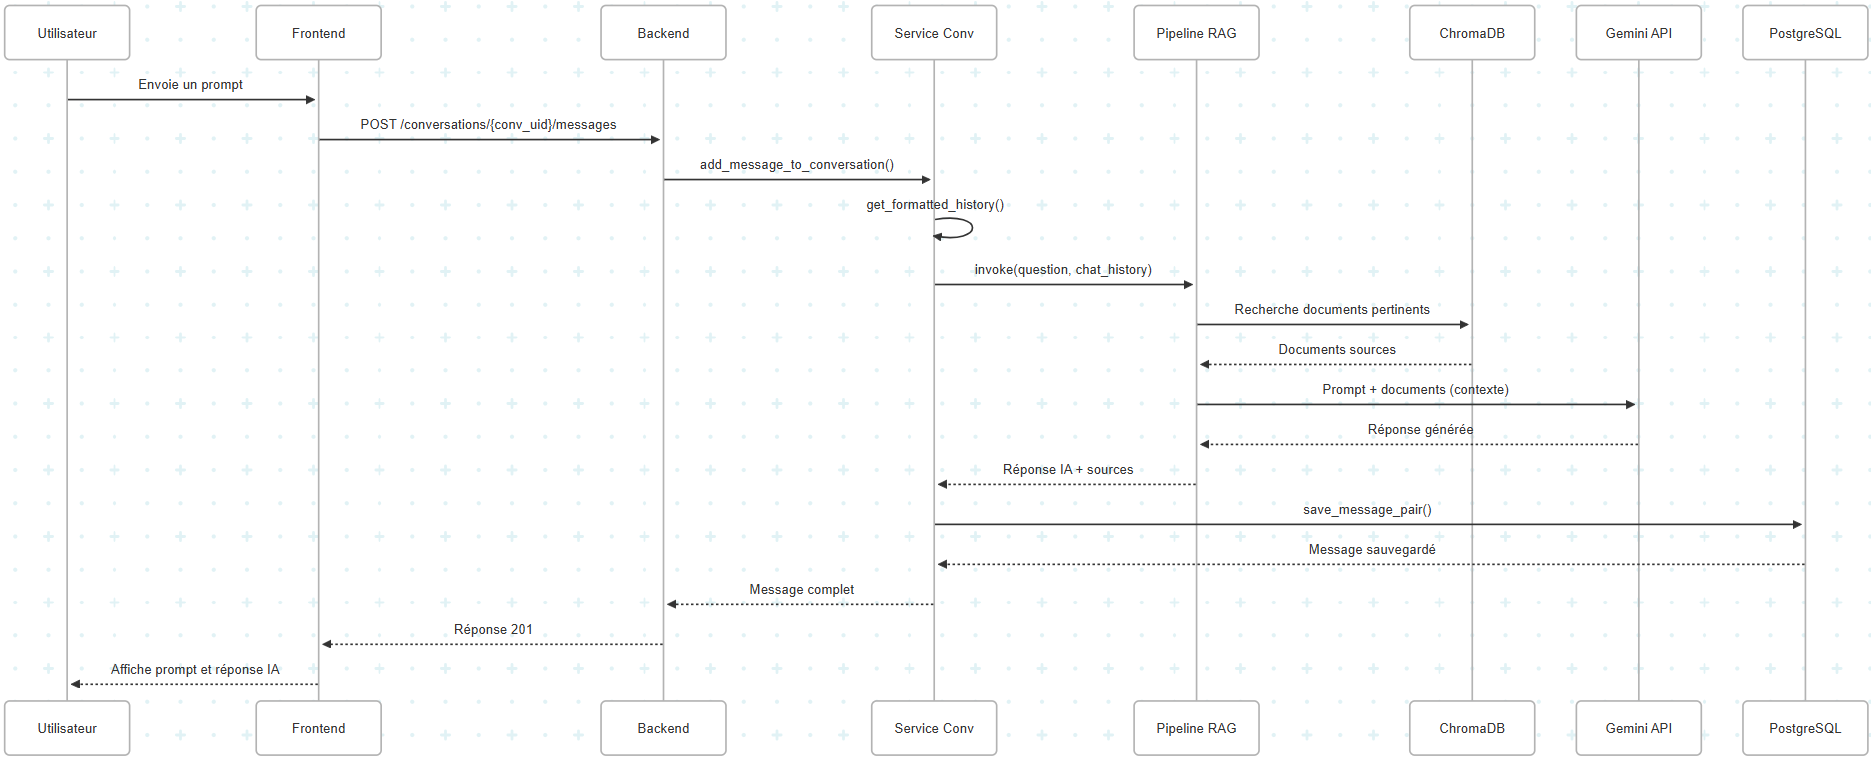 Utilisateur
Frontend
Backend
Service Conv
Pipeline RAG
ChromaDB
Gemini API
PostgreSQL
Envoie un prompt
POST /conversations/{conv_uid}/messages
add_message_to_conversation()
get_formatted_history()
invoke(question, chat_history)
Recherche documents pertinents
Documents sources
Prompt + documents (contexte)
Réponse générée
Réponse IA + sources
save_message_pair()
Message sauvegardé
Message complet
Réponse 201
Affiche prompt et réponse IA
Utilisateur
Frontend
Backend
Service Conv
Pipeline RAG
ChromaDB
Gemini API
PostgreSQL